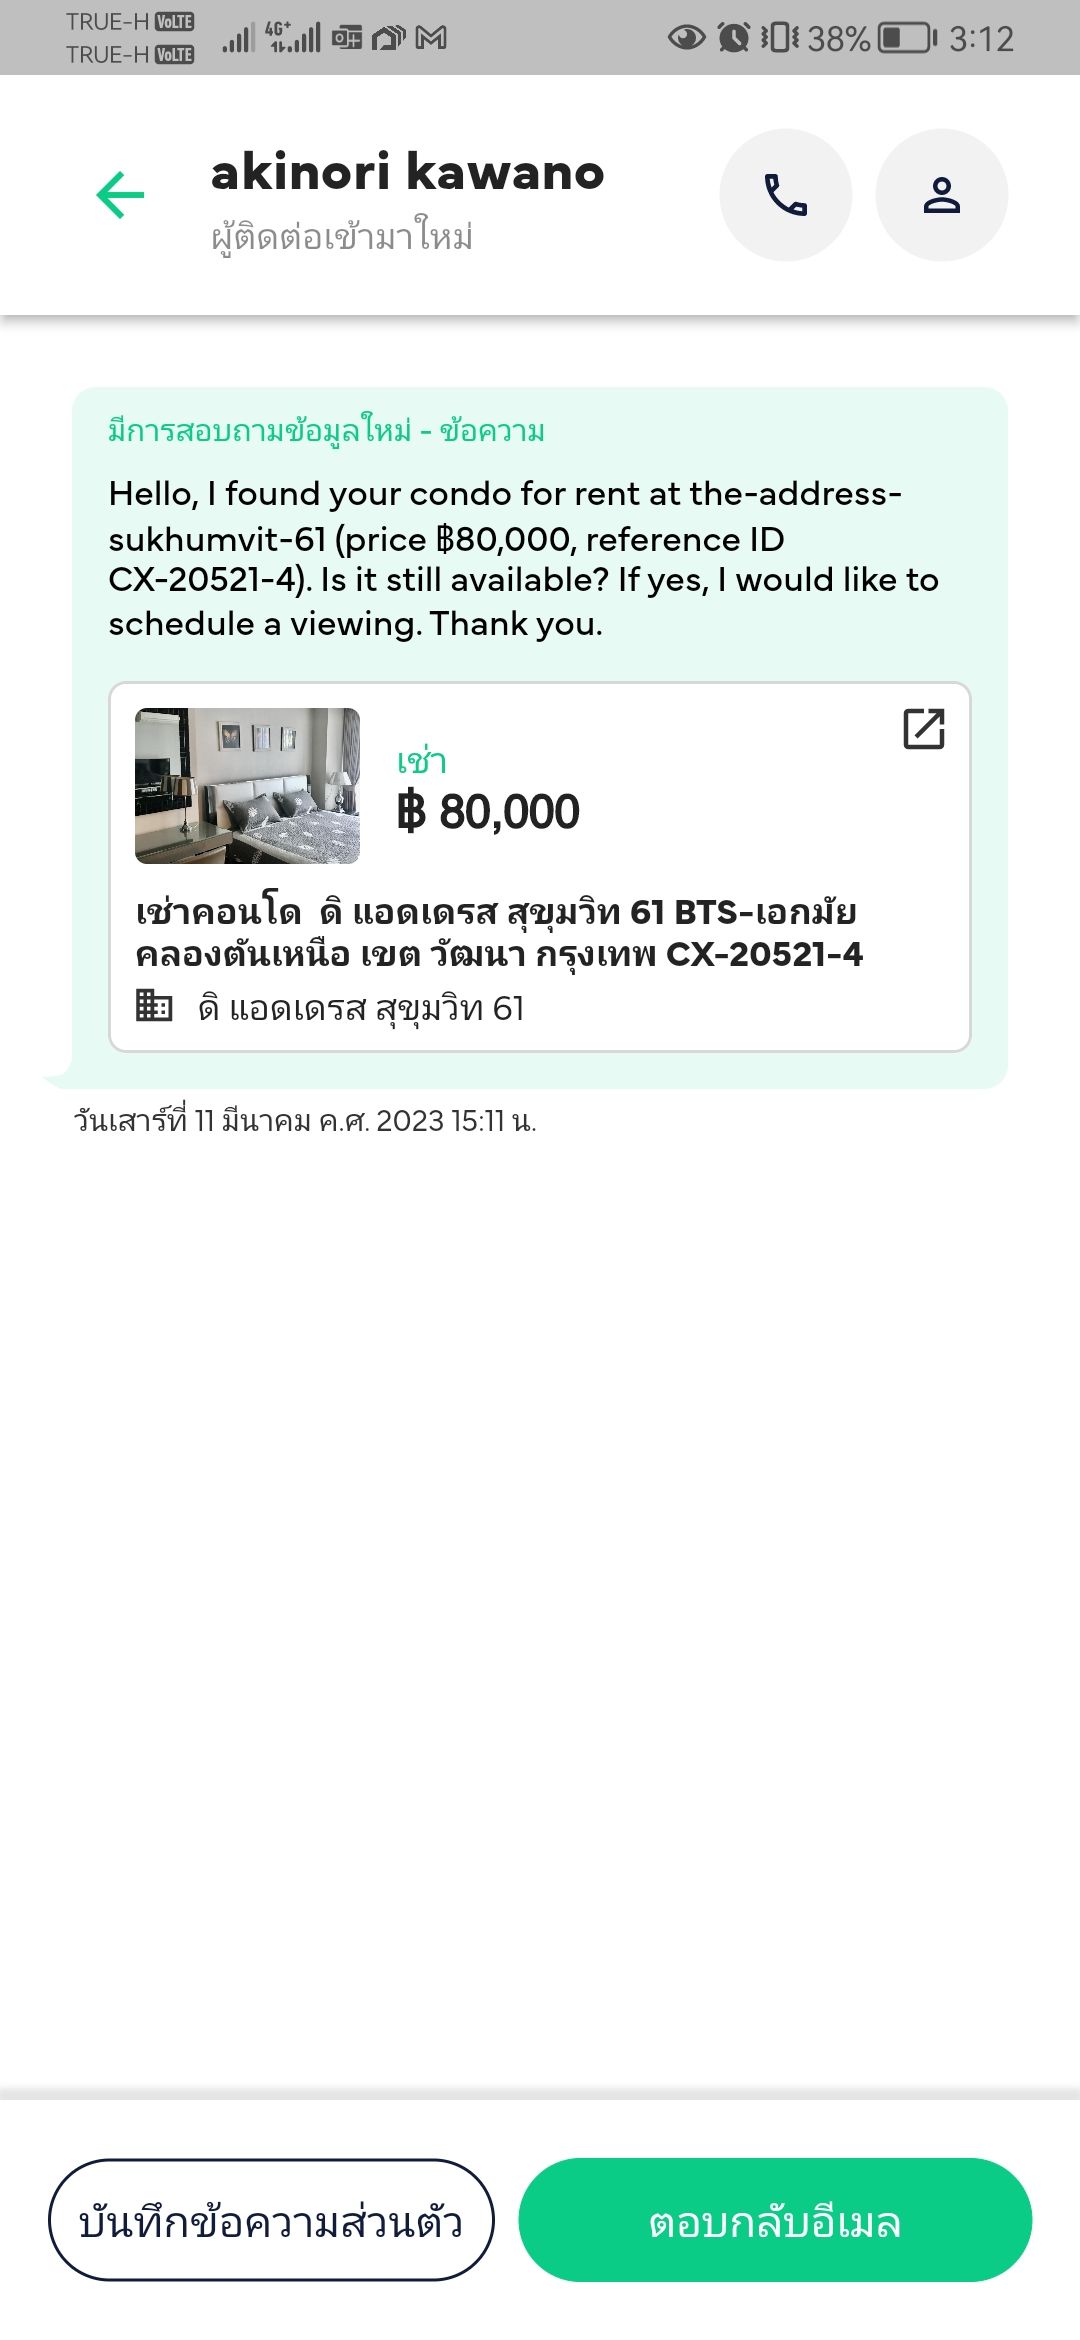 TRUE-H VoLTE
TRUE-H VoLTE
4G+
38%
3:12
akinori kawano
ผู้ติดต่อเข้ามาใหม่
มีการสอบถามข้อมูลใหม่ - ข้อความ
Hello, I found your condo for rent at the-address-
sukhumvit-61 (price ฿80,000, reference ID
CX-20521-4). Is it still available? If yes, I would like to
schedule a viewing. Thank you.
เช่า
฿ 80,000
เช่าคอนโด ดิ แอดเดรส สุขุมวิท 61 BTS-เอกมัย
คลองตันเหนือ เขต วัฒนา กรุงเทพ CX-20521-4
ดิ แอดเดรส สุขุมวิท 61
วันเสาร์ที่ 11 มีนาคม ค.ศ. 2023 15:11 น.
บันทึกข้อความส่วนตัว
ตอบกลับอีเมล